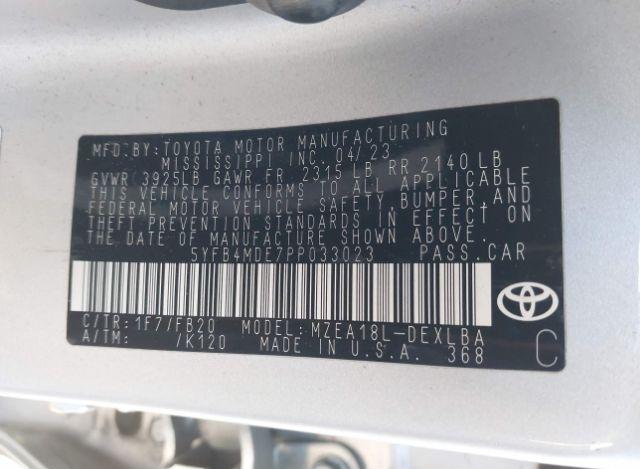 MFD.BY:TOYOTA MOTOR MANUFACTURING
MISSISSIPPI INC. 04/23
GVWR 3925LB GAWR FR. 2315 LB RR 2140 LB
THIS VEHICLE CONFORMS TO ALL APPLICABLE
FEDERAL MOTOR VEHICLE SAFETY, BUMPER, AND
THEFT PREVENTION STANDARDS IN EFFECT ON
THE DATE OF MANUFACTURE SHOWN ABOVE.
5YFB4MDE7PP033023 PASS.CAR
C/TR:1F7/FB20 MODEL:MZEA18L-DEXLBA
A/TM: /K120 MADE IN U.S.A. 368
C